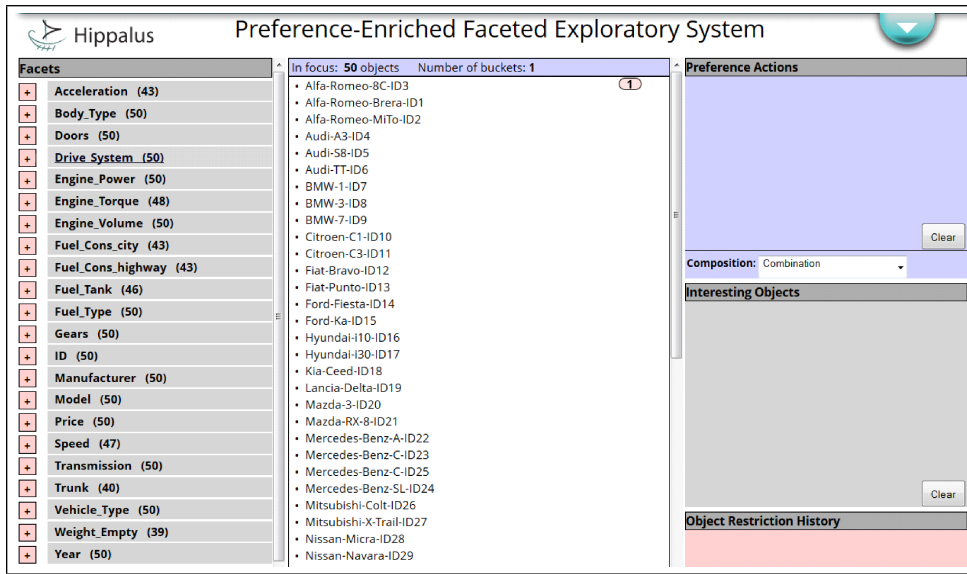 Hippalus
Preference-Enriched Faceted Exploratory System
Facets
+ Acceleration (43)
+ Body_Type (50)
+ Doors (50)
+ Drive_System (50)
+ Engine_Power (50)
+ Engine_Torque (48)
+ Engine_Volume (50)
+ Fuel_Cons_city (43)
+ Fuel_Cons_highway (43)
+ Fuel_Tank (46)
+ Fuel_Type (50)
+ Gears (50)
+ ID (50)
+ Manufacturer (50)
+ Model (50)
+ Price (50)
+ Speed (47)
+ Transmission (50)
+ Trunk (40)
+ Vehicle_Type (50)
+ Weight_Empty (39)
+ Year (50)
In focus: 50 objects Number of buckets: 1
• Alfa-Romeo-8C-ID3 1
• Alfa-Romeo-Brera-ID1
• Alfa-Romeo-MiTo-ID2
• Audi-A3-ID4
• Audi-S8-ID5
• Audi-TT-ID6
• BMW-1-ID7
• BMW-3-ID8
• BMW-7-ID9
• Citroen-C1-ID10
• Citroen-C3-ID11
• Fiat-Bravo-ID12
• Fiat-Punto-ID13
• Ford-Fiesta-ID14
• Ford-Ka-ID15
• Hyundai-i10-ID16
• Hyundai-i30-ID17
• Kia-Ceed-ID18
• Lancia-Delta-ID19
• Mazda-3-ID20
• Mazda-RX-8-ID21
• Mercedes-Benz-A-ID22
• Mercedes-Benz-C-ID23
• Mercedes-Benz-C-ID25
• Mercedes-Benz-SL-ID24
• Mitsubishi-Colt-ID26
• Mitsubishi-X-Trail-ID27
• Nissan-Micra-ID28
• Nissan-Navara-ID29
Preference Actions
Clear
Composition: Combination
Interesting Objects
Clear
Object Restriction History